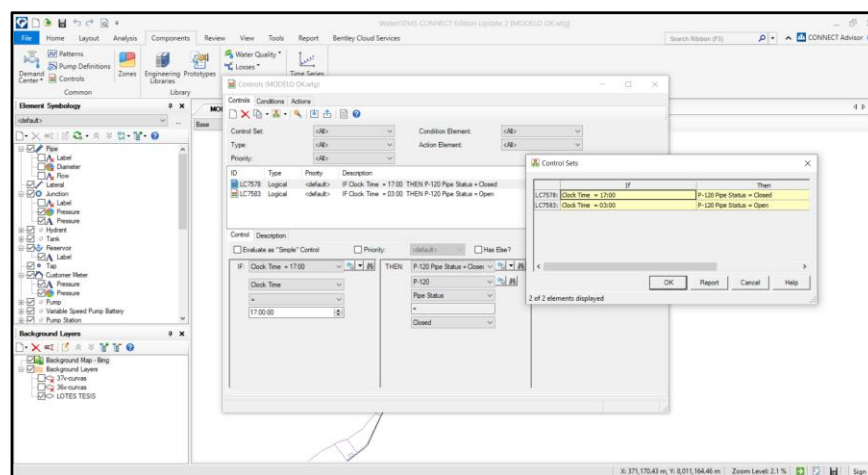 WaterGEMS CONNECT Edition Update 2 [MODELO OK.wtg]
File Home Layout Analysis Components Review View Tools Report Bentley Cloud Services
Search Ribbon (F3)
CONNECT Advisor
Demand Center
Patterns
Pump Definitions
Controls
Common
Zones
Engineering Libraries
Prototypes
Library
Water Quality
Losses
Time Series
Element Symbology
<default>
Pipe
Label
Diameter
Flow
Lateral
Junction
Label
Pressure
Pressure
Hydrant
Tank
Reservoir
Label
Tap
Customer Meter
Pressure
Pressure
Pump
Variable Speed Pump Battery
Pump Station
Background Layers
Background Map - Bing
Background Layers
37v-curvas
36v-curvas
LOTES TESIS
Base
Controls (MODELO OK.wtg)
Controls Conditions Actions
Control Set: <All> Condition Element: <All>
Type: <All> Action Element: <All>
Priority: <All>
ID Type Priority Description
LC7578 Logical <default> IF Clock Time = 17:00 THEN P-120 Pipe Status = Closed
LC7583 Logical <default> IF Clock Time = 03:00 THEN P-120 Pipe Status = Open
Control Description
Evaluate as "Simple" Control Priority: <default> Has Else?
IF: Clock Time = 17:00 THEN: P-120 Pipe Status = Close
Clock Time P-120
= Pipe Status
17:00:00 =
Closed
Control Sets
If Then
LC7578: Clock Time = 17:00 P-120 Pipe Status = Closed
LC7583: Clock Time = 03:00 P-120 Pipe Status = Open
OK Report Cancel Help
2 of 2 elements displayed
X: 371,170.43 m, Y: 8,011,164.46 m Zoom Level: 2.1 % Sign